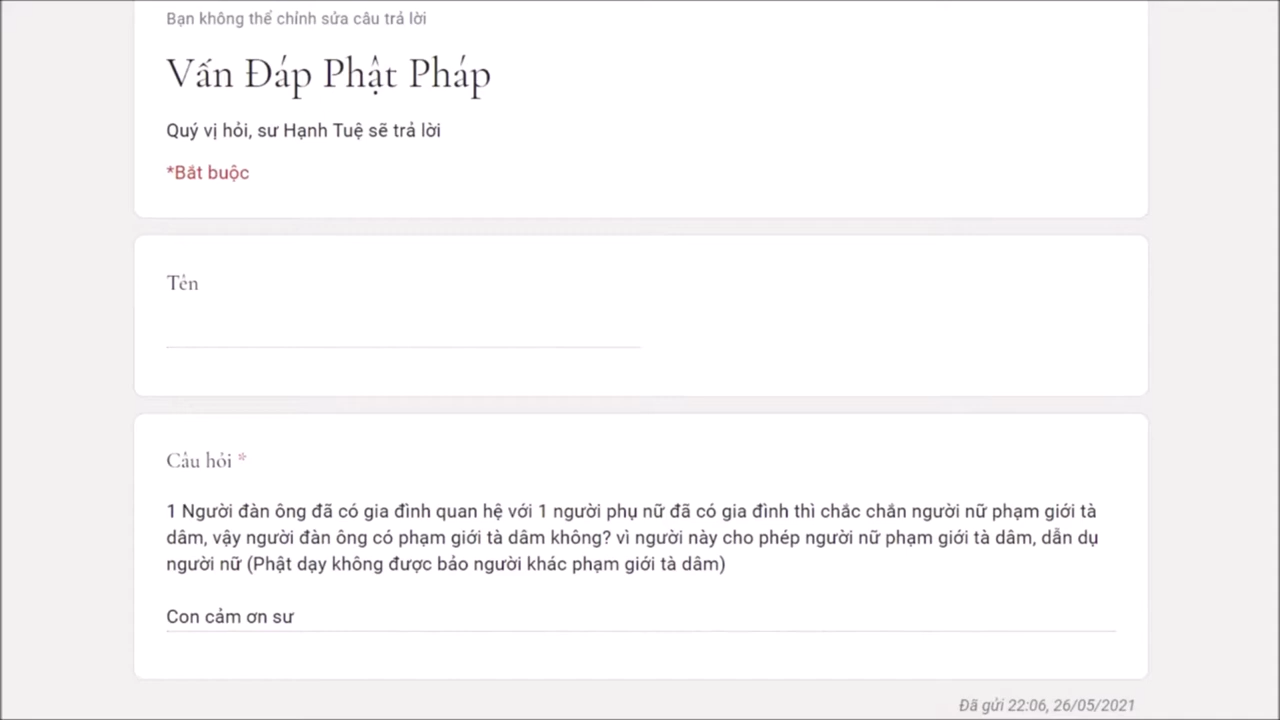 Bạn không thể chỉnh sửa câu trả lời
Vấn Đáp Phật Pháp
Quý vị hỏi, sư Hạnh Tuệ sẽ trả lời
*Bắt buộc
Tên
Câu hỏi *
1 Người đàn ông đã có gia đình quan hệ với 1 người phụ nữ đã có gia đình thì chắc chắn người nữ phạm giới tà
dâm, vậy người đàn ông có phạm giới tà dâm không? vì người này cho phép người nữ phạm giới tà dâm, dẫn dụ
người nữ (Phật dạy không được bảo người khác phạm giới tà dâm)
Con cảm ơn sư
Đã gửi 22:06, 26/05/2021